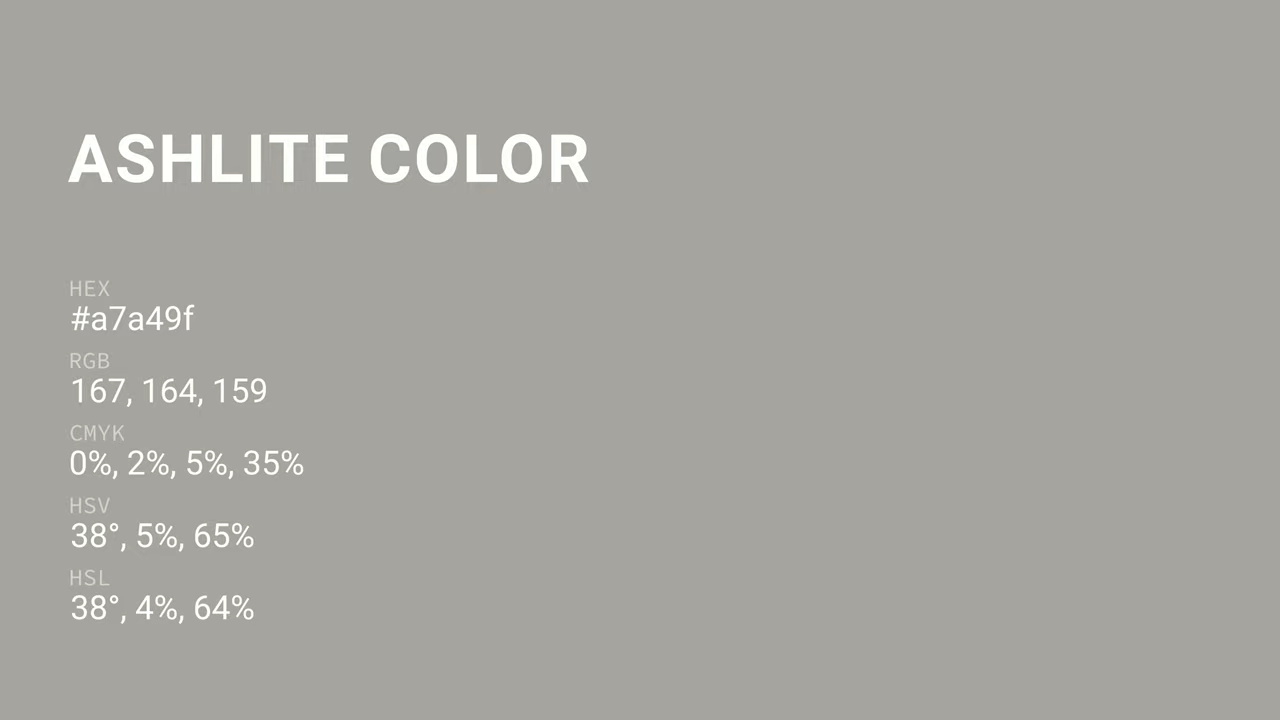 ASHLITE COLOR
HEX
#a7a49f
RGB
167, 164, 159
CMYK
0%, 2%, 5%, 35%
HSV
38°, 5%, 65%
HSL
38°, 4%, 64%